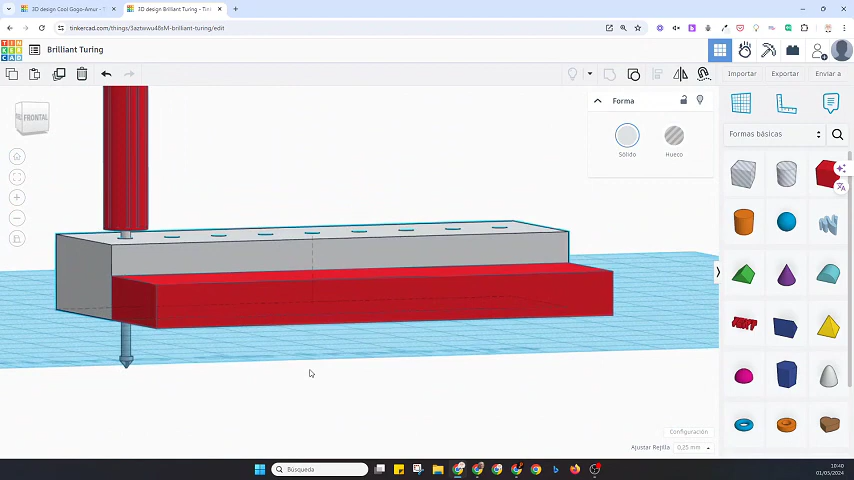 3D design Cool Gogo-Amur - T
3D design Brilliant Turing - Tin
tinkercad.com/things/3aztwwu48sM-brilliant-turing/edit
TIN
KER
CAD
Brilliant Turing
Importar
Exportar
Enviar a
FRONTAL
Forma
Sólido
Hueco
Formas básicas
Configuración
Ajustar Rejilla
0,25 mm
Búsqueda
10:40
01/05/2024